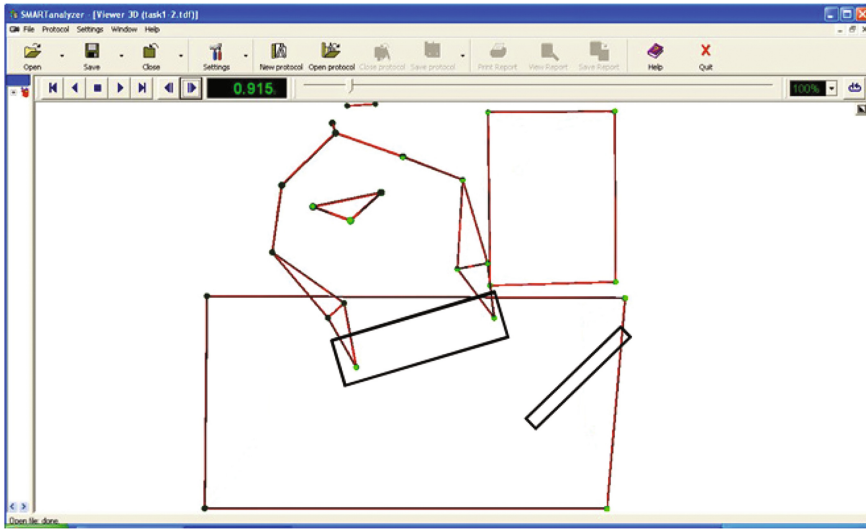 SMARTanalyzer - [Viewer 3D (task1-2.tdf)]
File Protocol Settings Window Help
Open Save Close Settings New protocol Open protocol Close protocol Save protocol Print Report View Report Save Report Help Quit
0.915 100%
Open file: done.